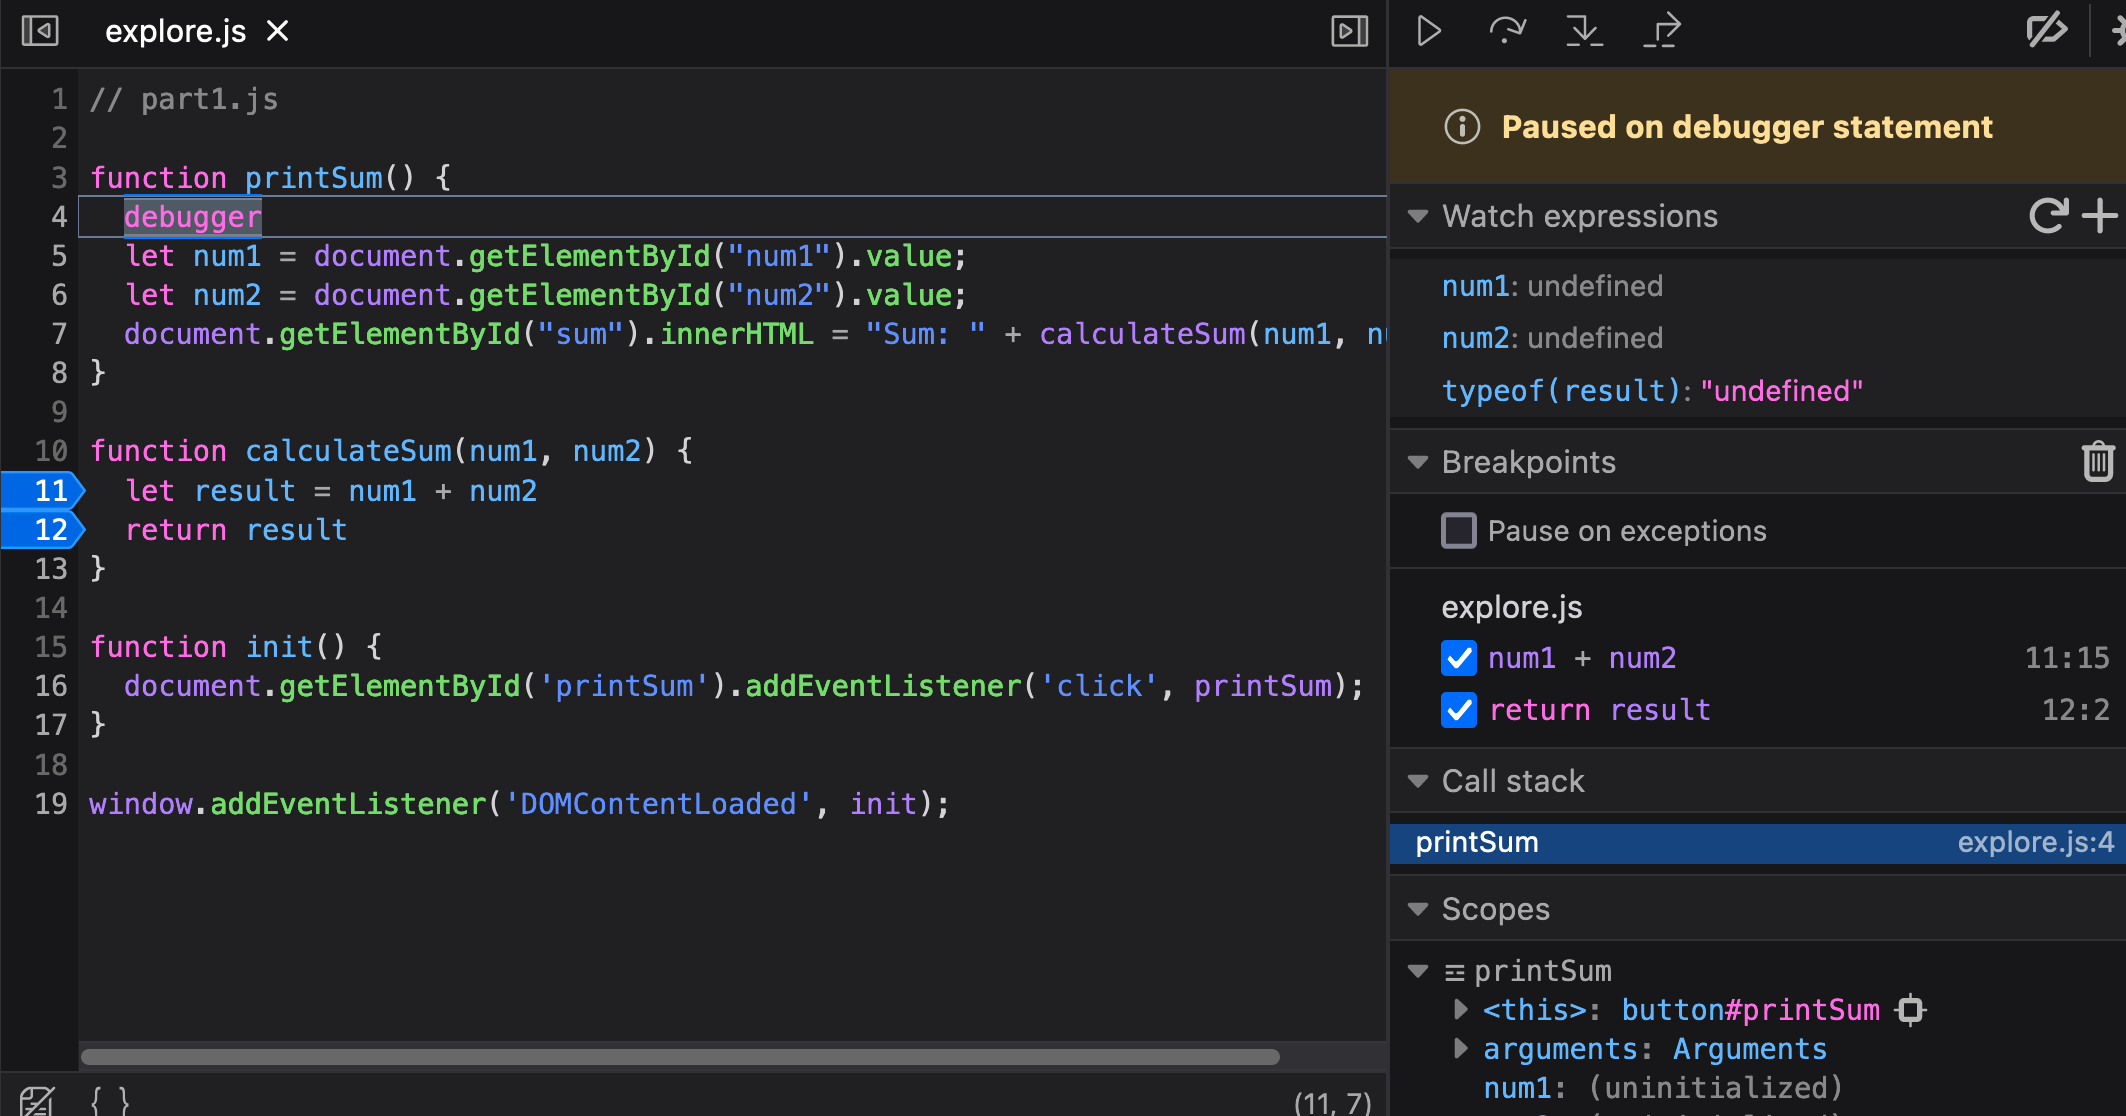 explore.js
1 // part1.js
2
3 function printSum() {
4 debugger
5 let num1 = document.getElementById("num1").value;
6 let num2 = document.getElementById("num2").value;
7 document.getElementById("sum").innerHTML = "Sum: " + calculateSum(num1,
8 }
9
10 function calculateSum(num1, num2) {
11 let result = num1 + num2
12 return result
13 }
14
15 function init() {
16 document.getElementById('printSum').addEventListener('click', printSum);
17 }
18
19 window.addEventListener('DOMContentLoaded', init);
{ }
(11, 7)
Paused on debugger statement
Watch expressions
num1: undefined
num2: undefined
typeof(result): "undefined"
Breakpoints
Pause on exceptions
explore.js
num1 + num2 11:15
return result 12:2
Call stack
printSum explore.js:4
Scopes
printSum
<this>: button#printSum
arguments: Arguments
num1: (uninitialized)